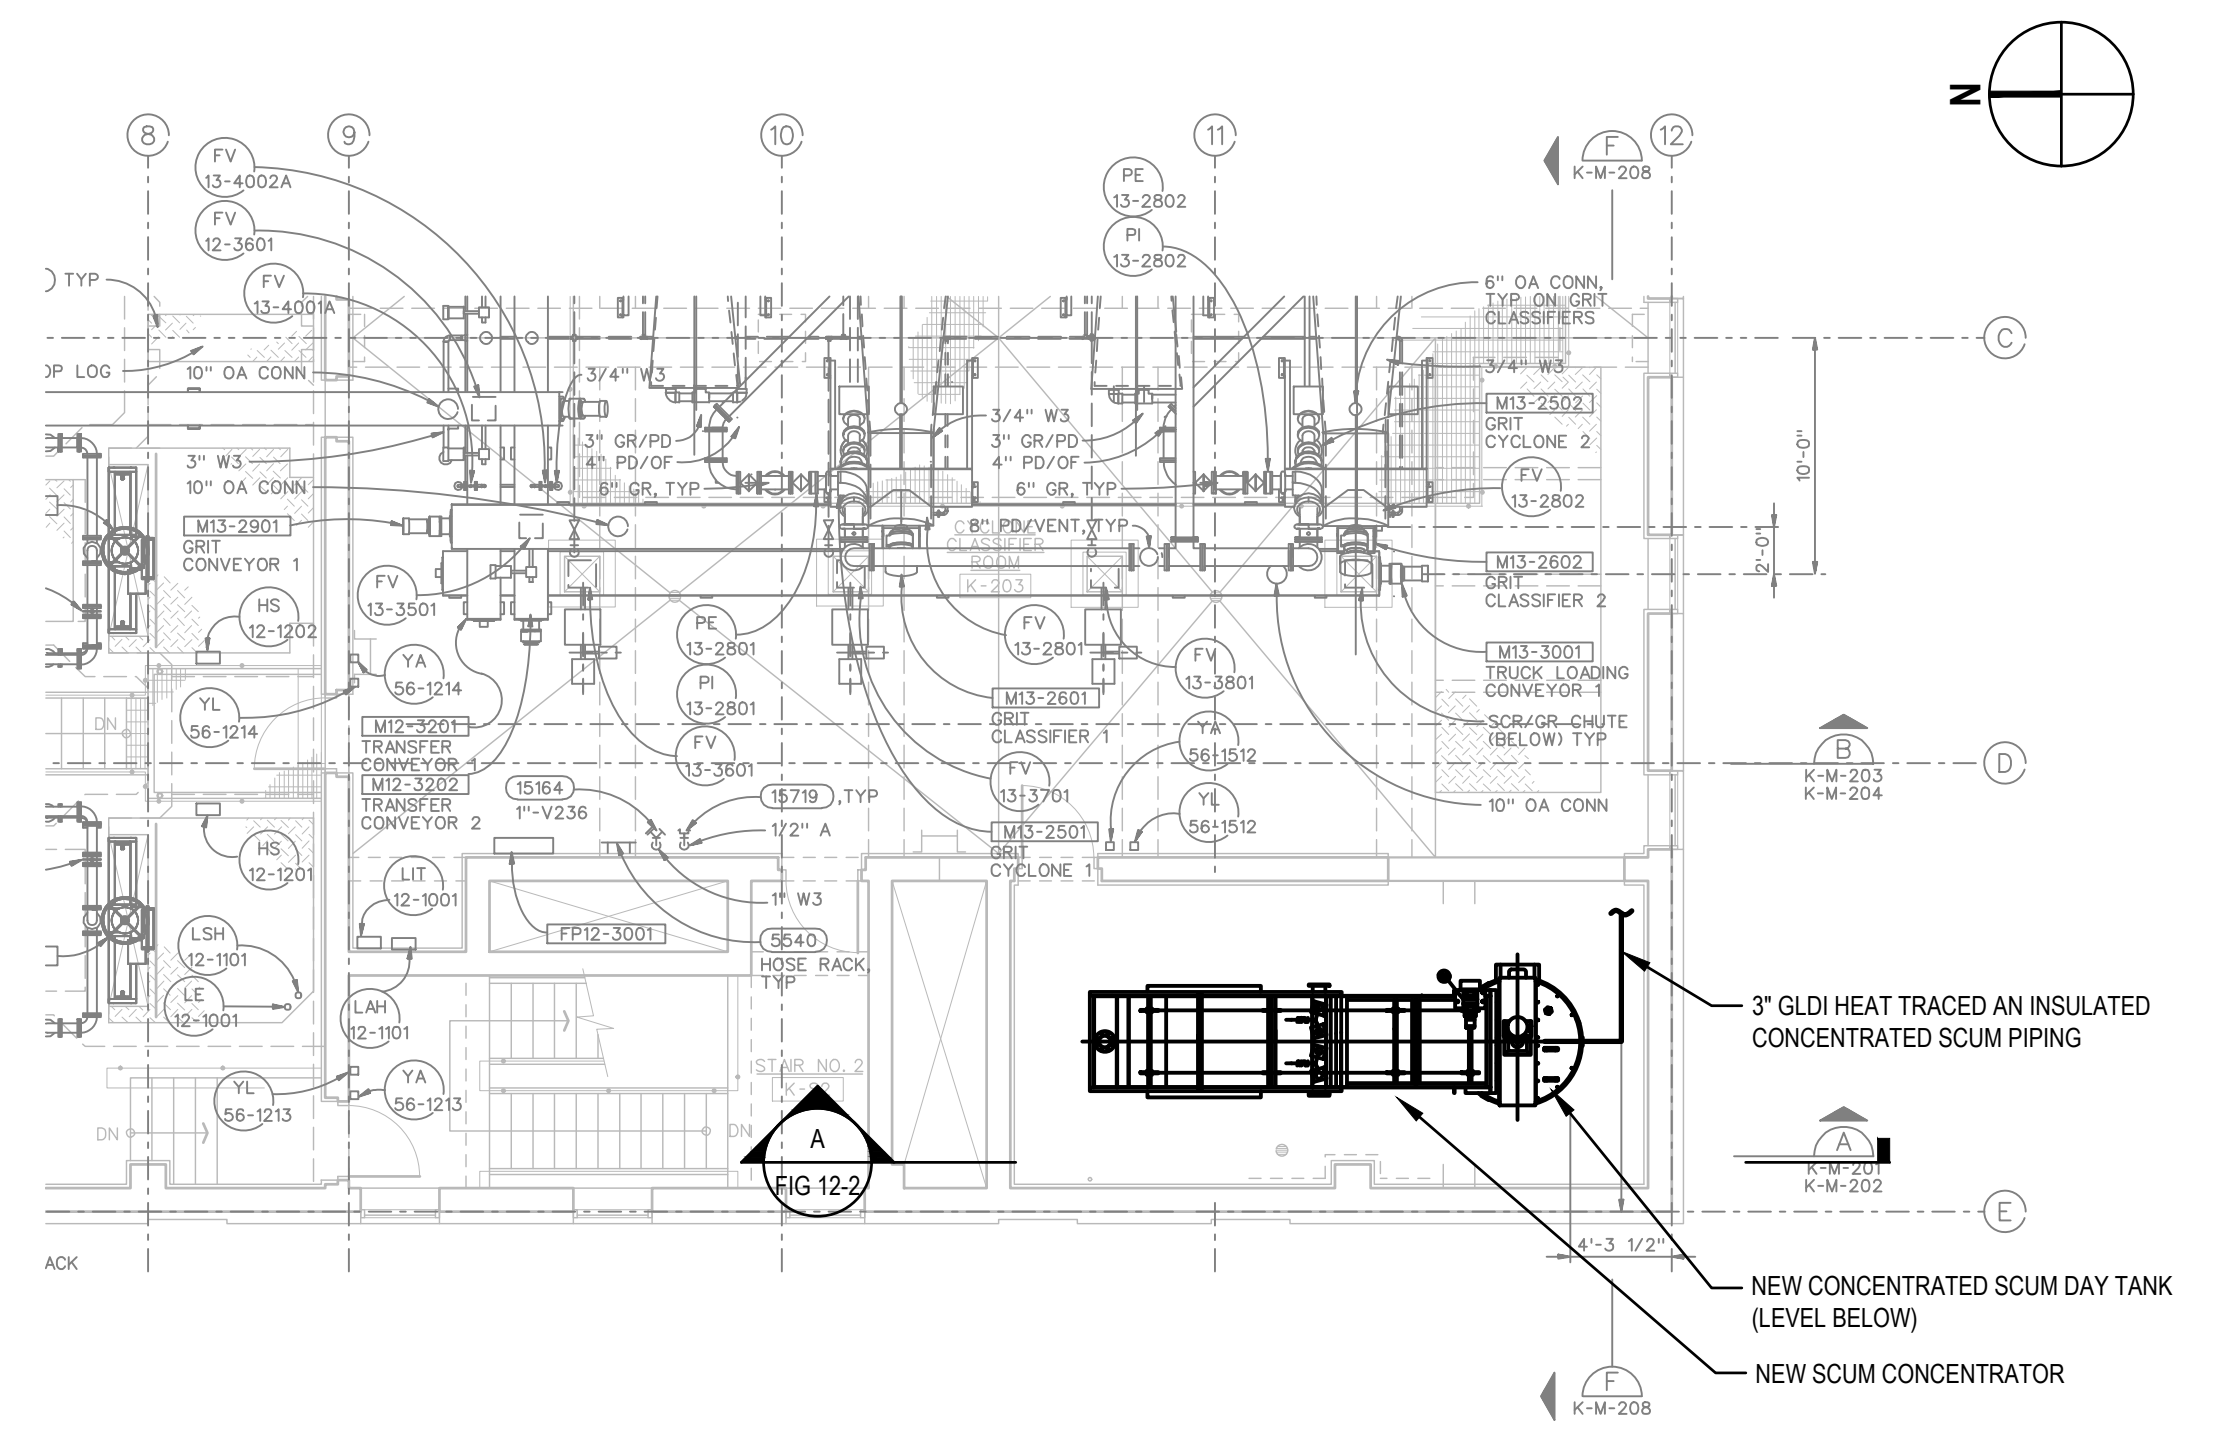 N
8
9
10
11
12
F
K-M-208
FV
13-4002A
FV
12-3601
FV
13-4001A
PE
13-2802
PI
13-2802
TYP
OP LOG
10" OA CONN
3/4" W3
6" OA CONN,
TYP ON GRIT
CLASSIFIERS
C
3/4" W3
3/4" W3
M13-2502
GRIT
CYCLONE 2
3" GR/PD
4" PD/OF
6" GR, TYP
3" GR/PD
4" PD/OF
6" GR, TYP
10'-0"
3" W3
10" OA CONN
M13-2901
GRIT
CONVEYOR 1
FV
13-2802
8" PD/VENT, TYP
CYCLONE
CLASSIFIER
ROOM
K-203
2'-0"
M13-2602
GRIT
CLASSIFIER 2
FV
13-3501
HS
12-1202
PE
13-2801
FV
13-2801
M13-3001
TRUCK LOADING
CONVEYOR 1
YA
56-1214
PI
13-2801
FV
13-3801
YL
56-1214
DN
M12-3201
TRANSFER
CONVEYOR 1
M12-3202
TRANSFER
CONVEYOR 2
FV
13-3601
M13-2601
GRIT
CLASSIFIER 1
YA
56-1512
SCR/GR CHUTE
(BELOW) TYP
B
K-M-203
K-M-204
D
15164
1"-V236
15719
,TYP
1/2" A
FV
13-3701
YL
56-1512
10" OA CONN
M13-2501
GRIT
CYCLONE 1
HS
12-1201
LIT
12-1001
1" W3
FP12-3001
5540
HOSE RACK,
TYP
LSH
12-1101
LE
12-1001
LAH
12-1101
3" GLDI HEAT TRACED AN INSULATED
CONCENTRATED SCUM PIPING
STAIR NO. 2
YL
56-1213
YA
56-1213
DN
DN
A
FIG 12-2
A
K-M-201
K-M-202
E
4'-3 1/2"
ACK
NEW CONCENTRATED SCUM DAY TANK
(LEVEL BELOW)
NEW SCUM CONCENTRATOR
F
K-M-208